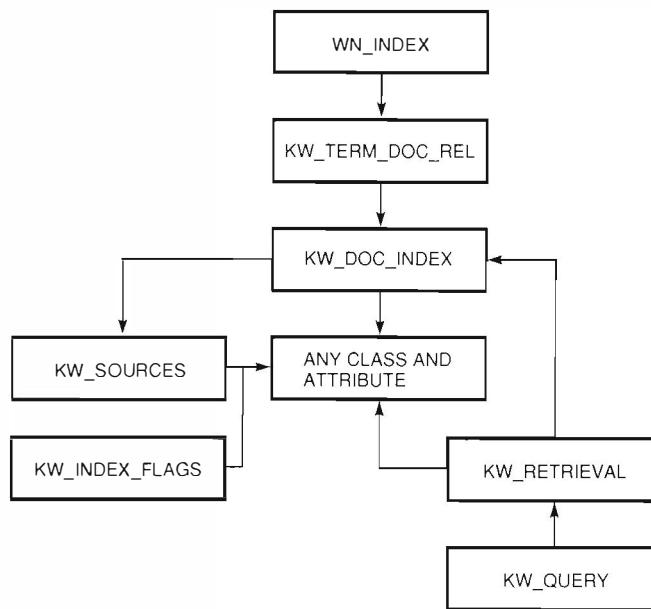 WN_INDEX
KW_TERM_DOC_REL
KW_DOC_INDEX
KW_SOURCES
ANY CLASS AND
ATTRIBUTE
KW_INDEX_FLAGS
KW_RETRIEVAL
KW_QUERY